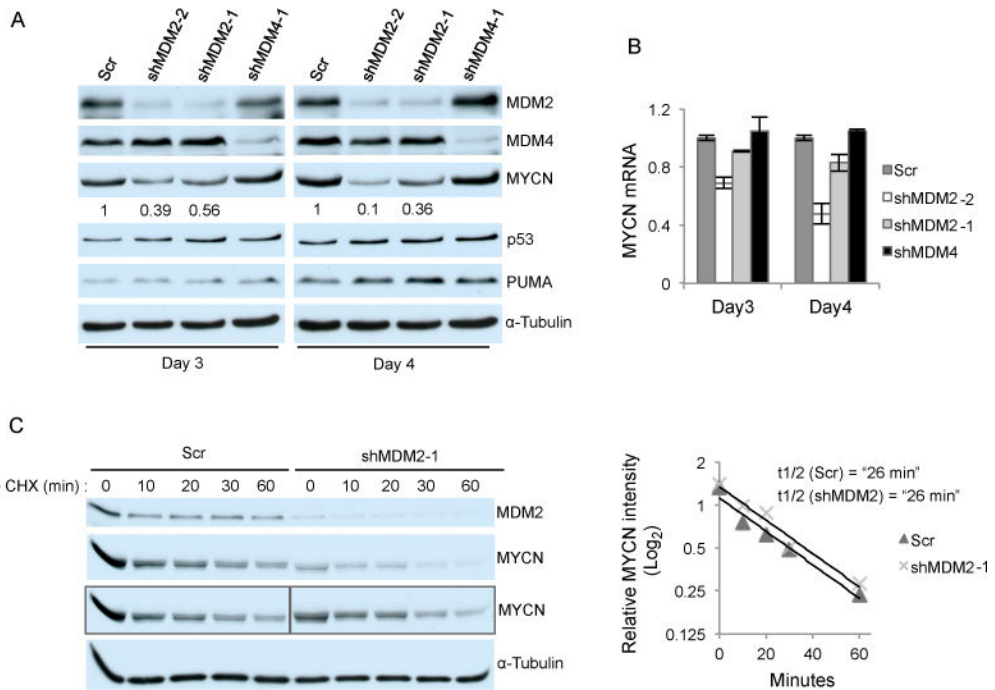 A
Scr
shMDM2-2
shMDM2-1
shMDM4-1
Scr
shMDM2-2
shMDM2-1
shMDM4-1
MDM2
MDM4
MYCN
1 0.39 0.56 1 0.1 0.36
p53
PUMA
α-Tubulin
Day 3 Day 4
B
MYCN mRNA
1.2
0.8
0.4
0
Day3 Day4
Scr
shMDM2-2
shMDM2-1
shMDM4
C
Scr shMDM2-1
CHX (min) : 0 10 20 30 60 0 10 20 30 60
MDM2
MYCN
MYCN
α-Tubulin
Relative MYCN intensity
(Log2)
2
1
0.5
0.25
0.125
t1/2 (Scr) = “26 min”
t1/2 (shMDM2) = “26 min”
Scr
shMDM2-1
0 20 40 60
Minutes